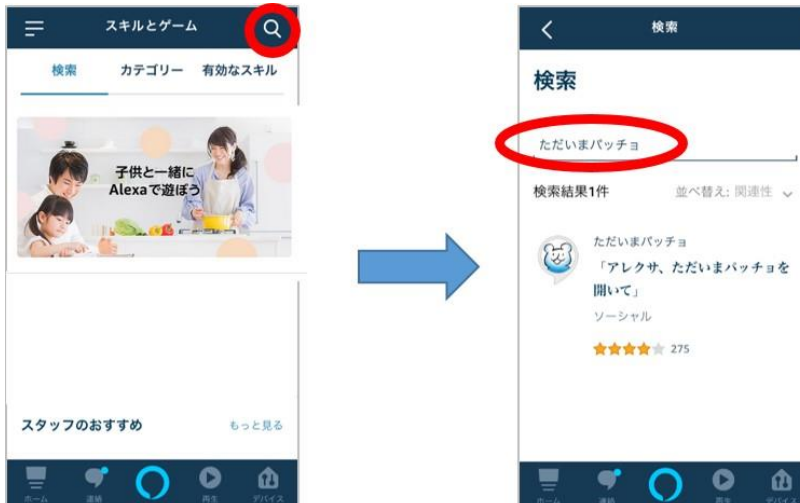 スキルとゲーム
検索
カテゴリー
有効なスキル
子供と一緒に
Alexaで遊ぼう
スタッフのおすすめ
もっと見る
ホーム
連絡
再生
デバイス
検索
検索
ただいまパッチョ
検索結果1件
並べ替え: 関連性
ただいまパッチョ
「アレクサ、ただいまパッチョを
開いて」
ソーシャル
275
ホーム
連絡
再生
デバイス